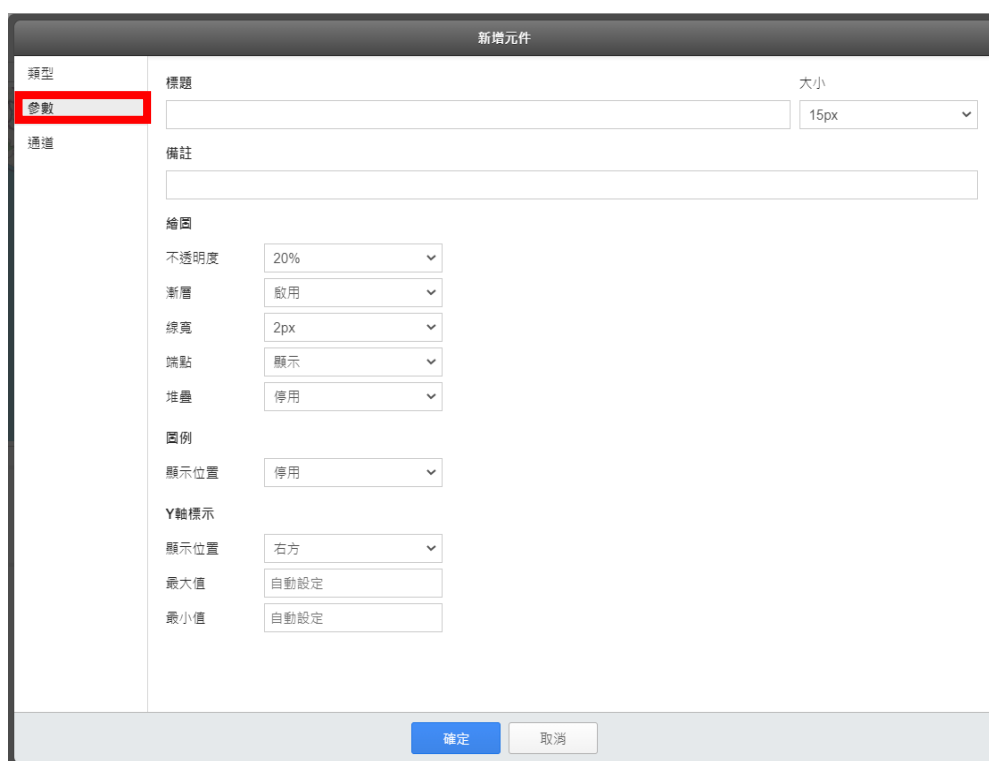 新增元件
類型
參數
通道
標題 大小
15px
備註
繪圖
不透明度 20%
漸層 啟用
線寬 2px
端點 顯示
堆疊 停用
圖例
顯示位置 停用
Y軸標示
顯示位置 右方
最大值 自動設定
最小值 自動設定
確定 取消